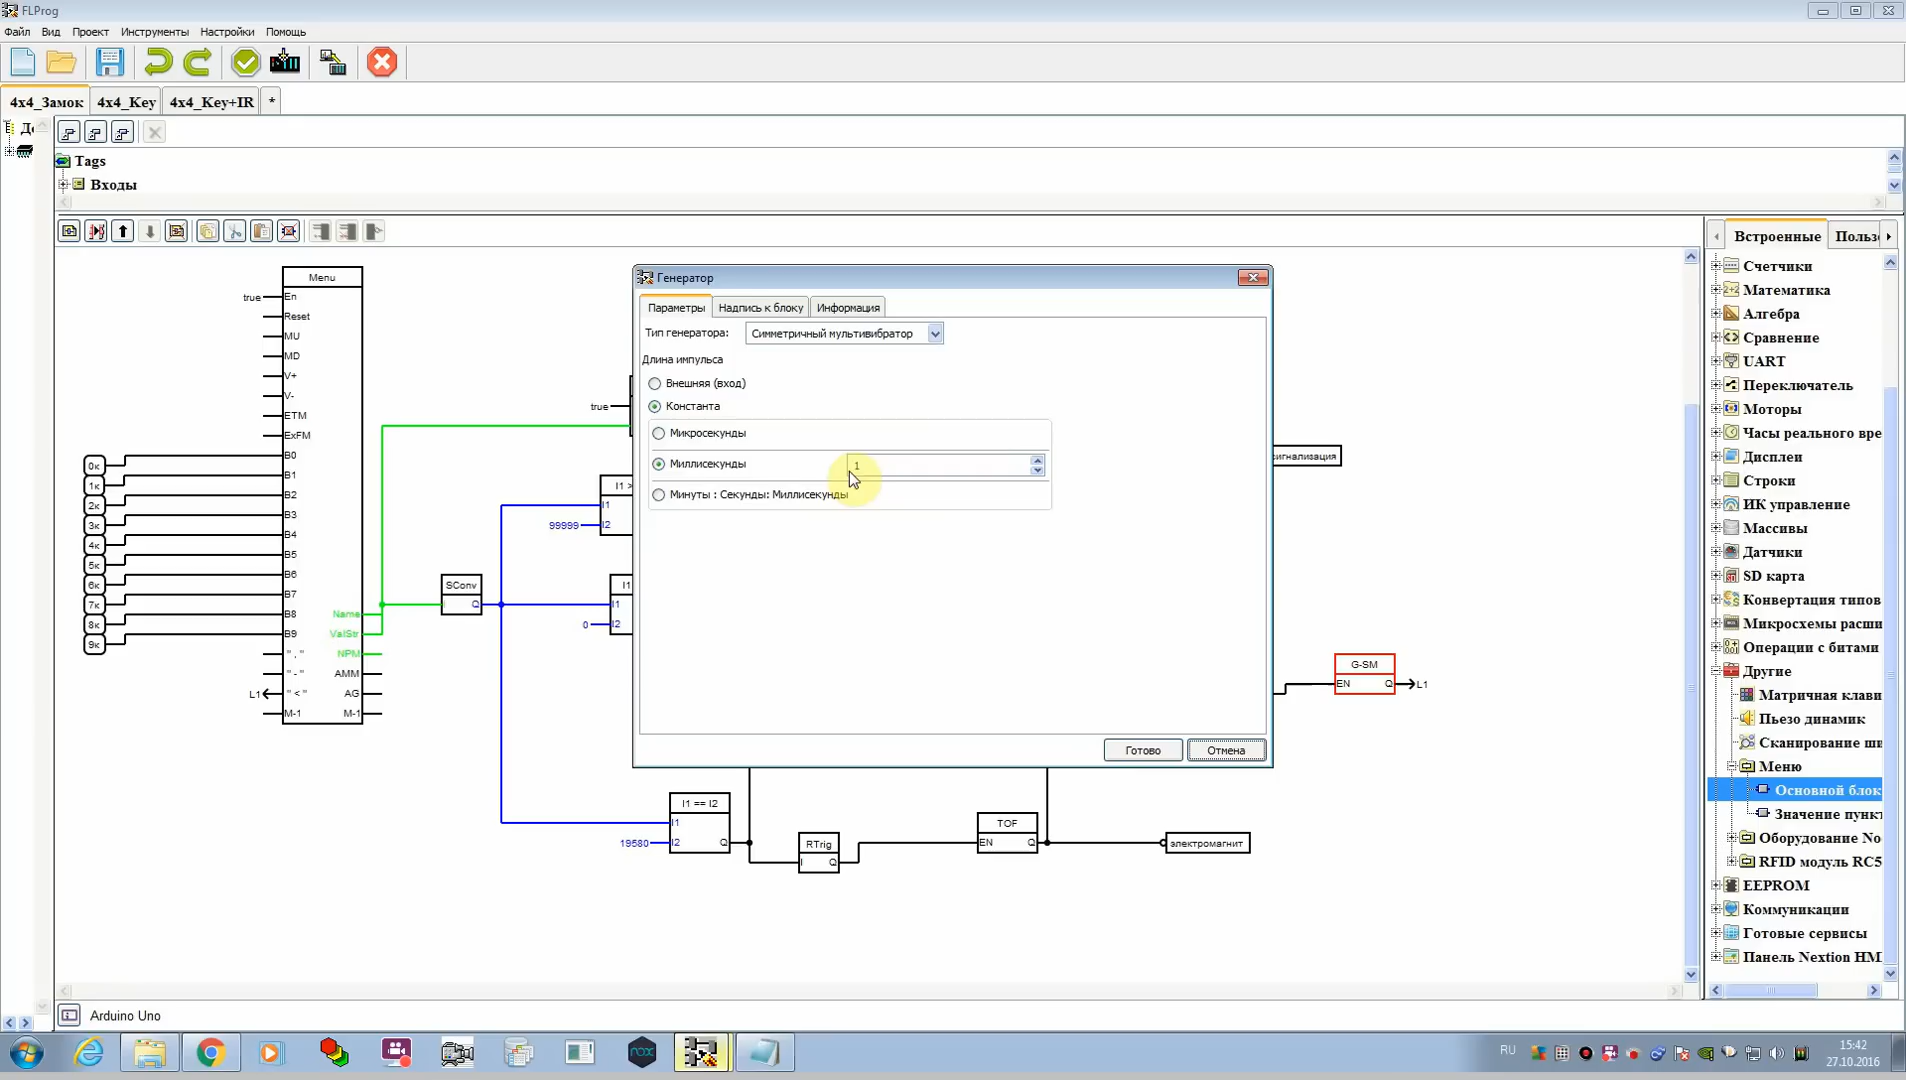 FLProg
Файл Вид Проект Инструменты Настройки Помощь
4x4_Замок 4x4_Key 4x4_Key+IR *
Tags
Входы
Встроенные
Счетчики
Математика
Алгебра
Сравнение
UART
Переключатель
Моторы
Часы реального вре
Дисплеи
Строки
ИК управление
Массивы
Датчики
SD карта
Конвертация типов
Микросхемы расши
Операции с битами
Другие
Матричная клави
Пьезо динамик
Сканирование ши
Меню
Основной блок
Значение пункт
Оборудование No
RFID модуль RC5
EEPROM
Коммуникации
Готовые сервисы
Панель Nextion HM
Menu
true En
Reset
MU
MD
V+
V-
ETM
ExFM
0к B0
1к B1
2к B2
3к B3
4к B4
5к B5
6к B6
7к B7
8к B8 Name
9к B9 ValStr
" . " NPM
" - " AMM
L1 " < " AG
M-1 M-1
SConv
Q
true
I1 >
I1
99999 I2
I1
I1
0 I2
Генератор
Параметры Надпись к блоку Информация
Тип генератора: Симметричный мультивибратор
Длина импульса
Внешняя (вход)
Константа
Микросекунды
Миллисекунды 1
Минуты : Секунды: Миллисекунды
Готово Отмена
сигнализация
G-SM
EN Q L1
I1 == I2
I1
19580 I2 Q
RTrig
I Q
TOF
EN Q
электромагнит
Arduino Uno
RU
15:42
27.10.2016